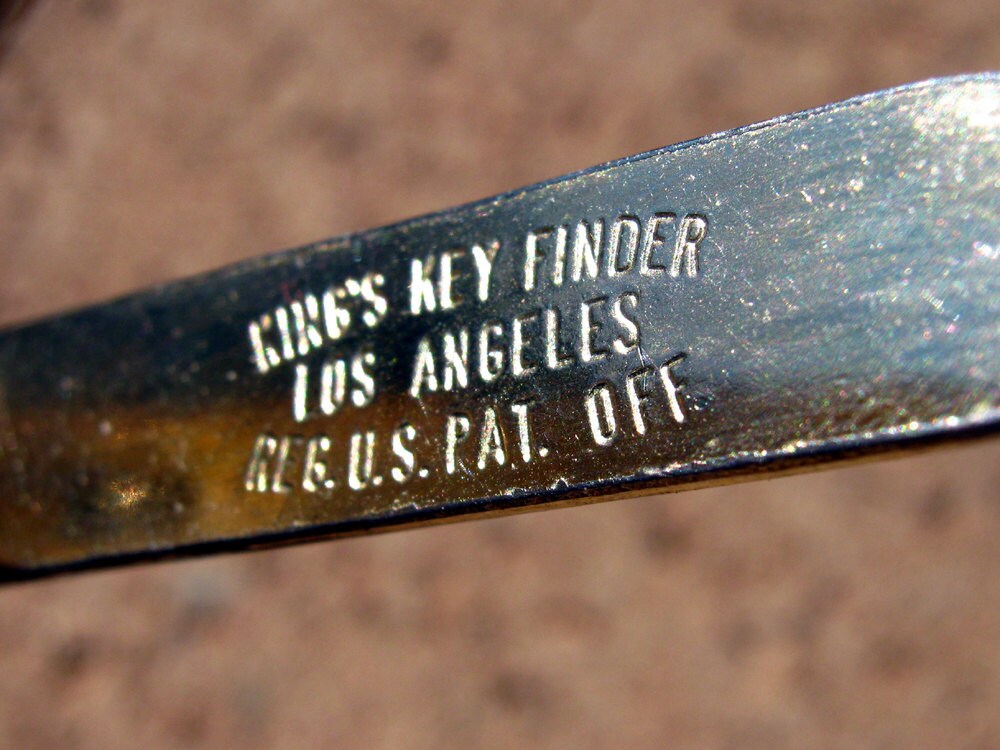 KING'S KEY FINDER
LOS ANGELES
REG. U.S. PAT. OFF.